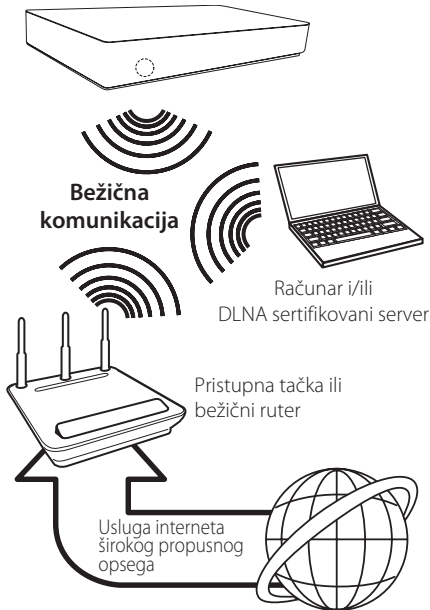 Bežična
komunikacija
Računar i/ili
DLNA sertifikovani server
Pristupna tačka ili
bežični ruter
Usluga interneta
širokog propusnog
opsega